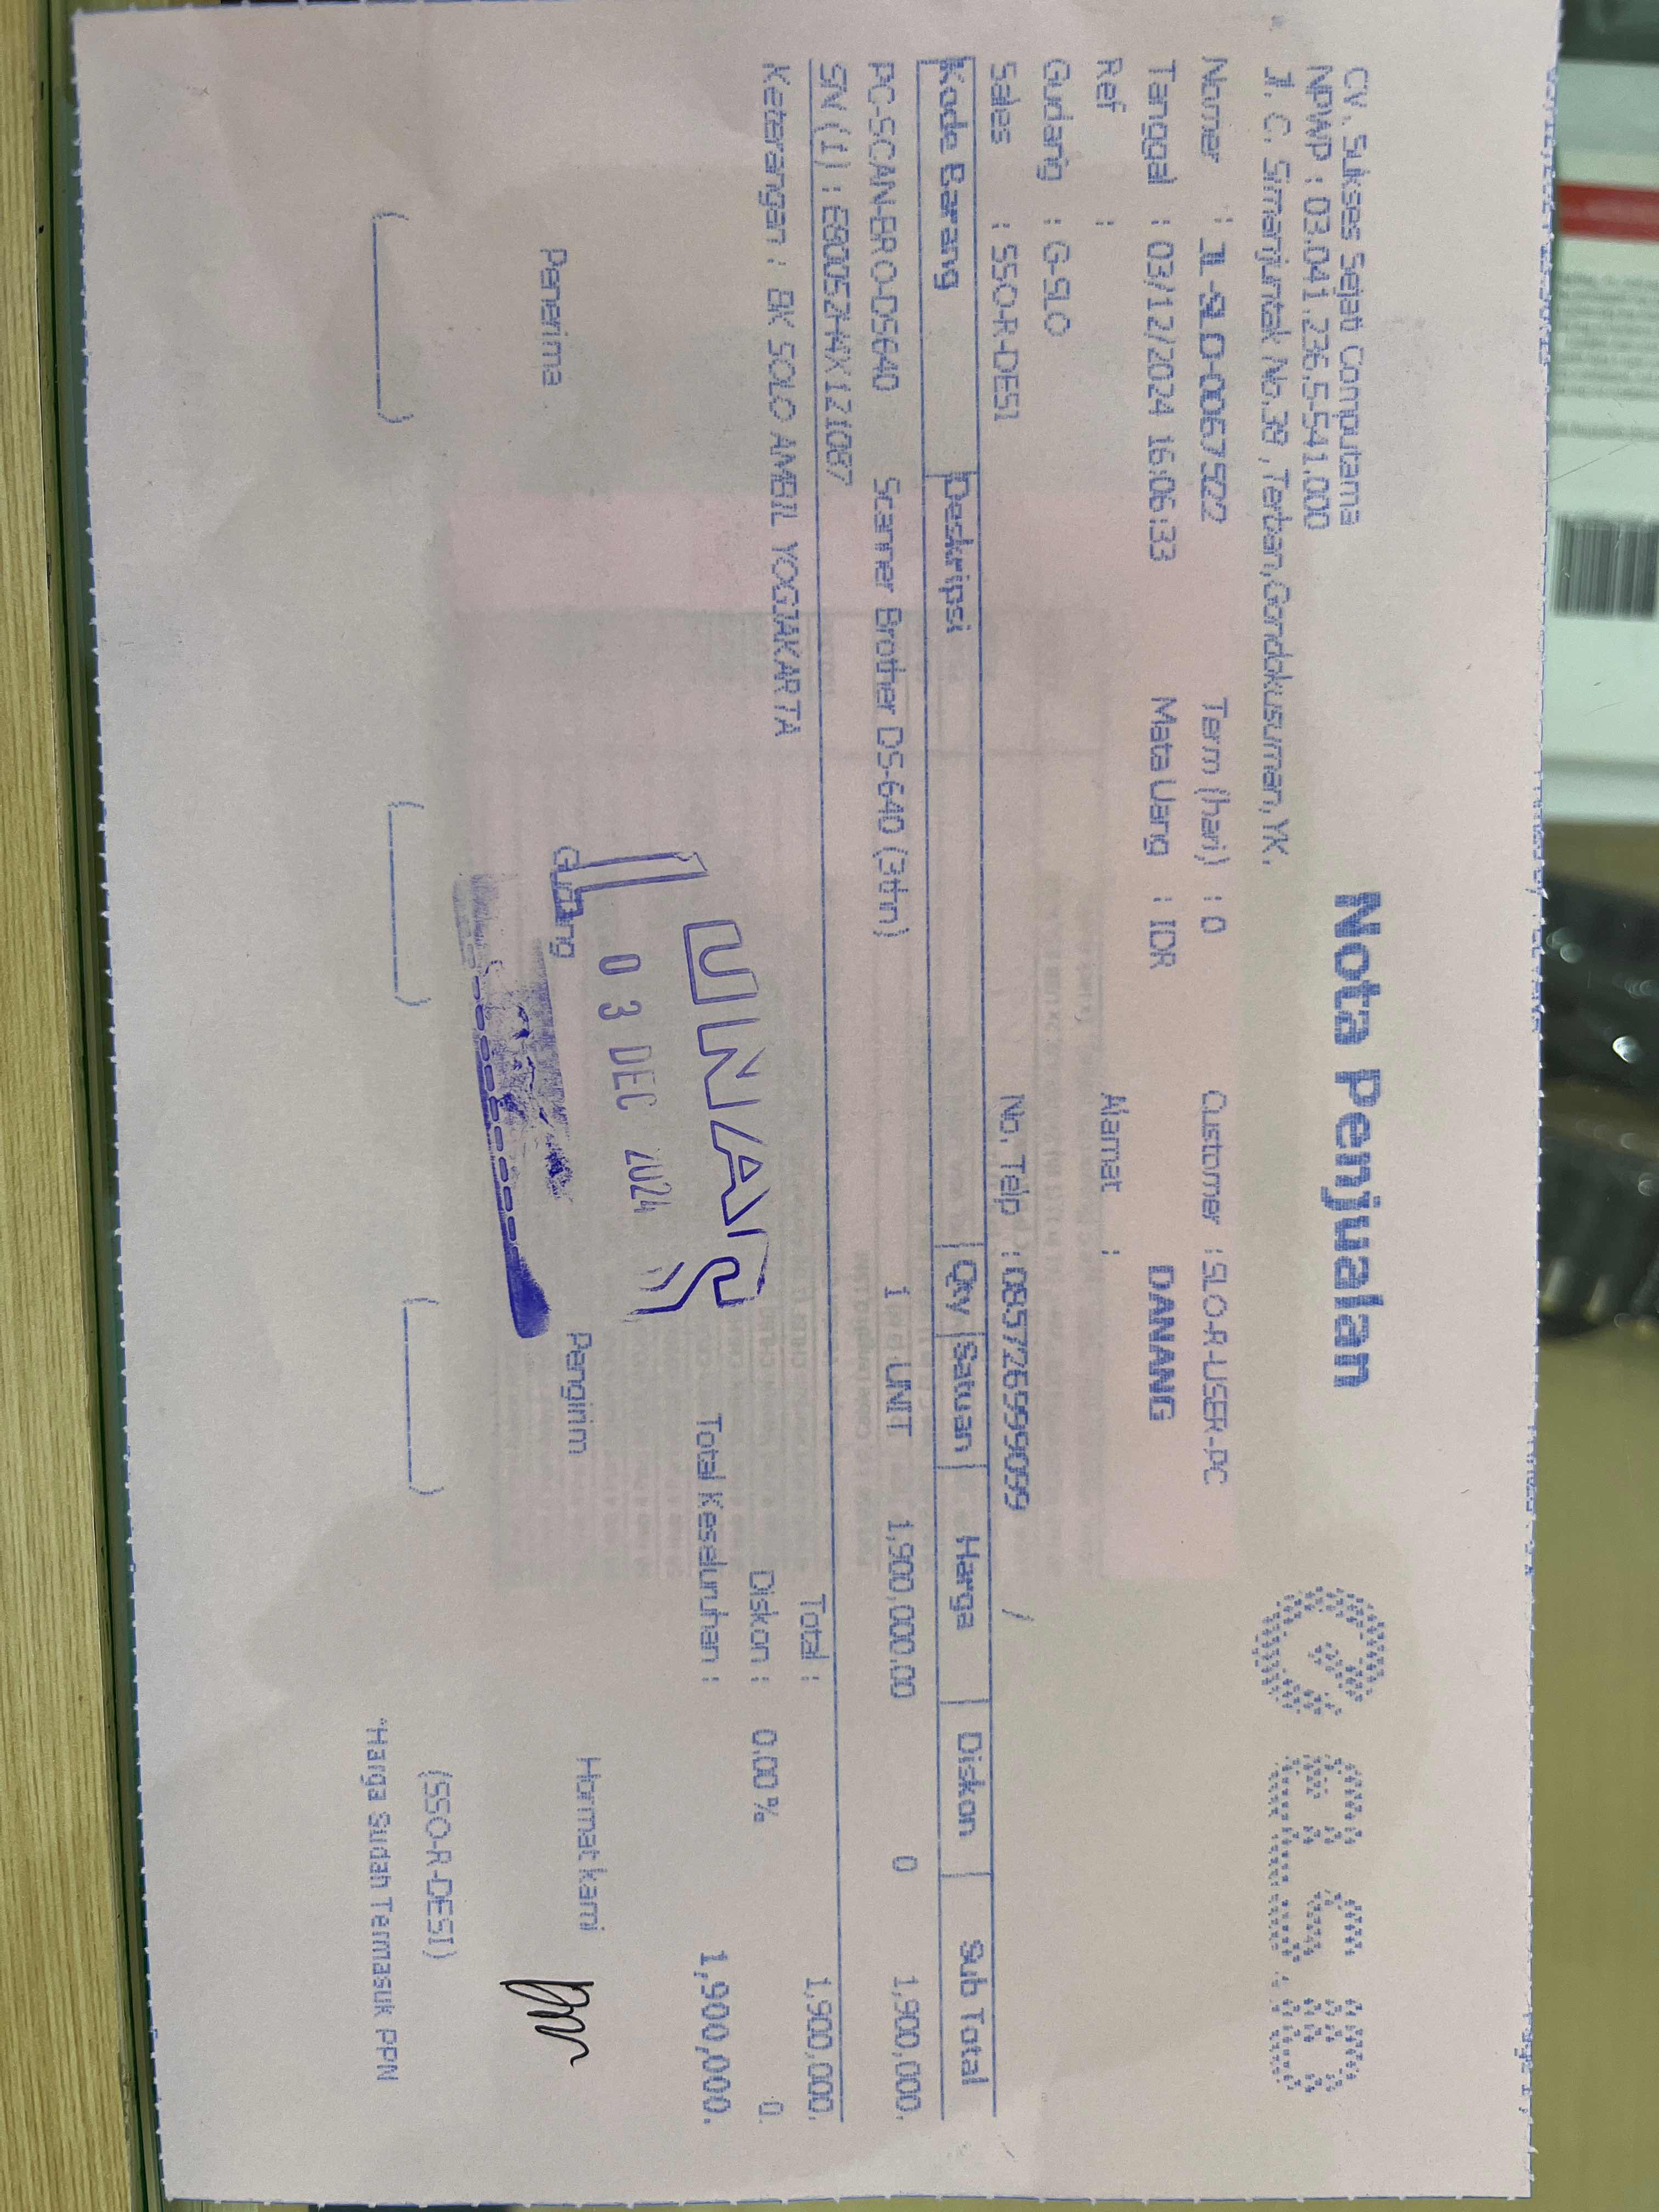 Nota Penjualan
CV. Sukses Sejati Computama
NPWP : 03.041.236.5-541.000
Jl. C. Simanjuntak No.38 ,Terban,Gondokusuman,YK.
Nomer : JL-SLO-0067522 Term (hari) : 0 Customer : SLO-R-USER-PC
Tanggal : 03/12/2024 16:06:33 Mata Uang : IDR DANANG
Ref : Alamat :
Gudang : G-SLO
Sales : SSO-R-DESI No. Telp : 085726999099 /
Kode Barang Deskripsi Qty Satuan Harga Diskon Sub Total
PC-SCAN-BRO-DS640 Scanner Brother DS-640 (3thn) 1 UNIT 1,900,000.00 0 1,900,000.
SN ( 1 ) :
Total : 1,900,000.
Keterangan : BK SOLO AMBIL YOGJAKARTA
Diskon : 0.00 % 0.
Total Keseluruhan : 1,900,000.
LUNAS
03 DEC 2024
Penerima Gudang Pengirim Hormat kami
(SSO-R-DESI)
*Harga Sudah Termasuk PPN